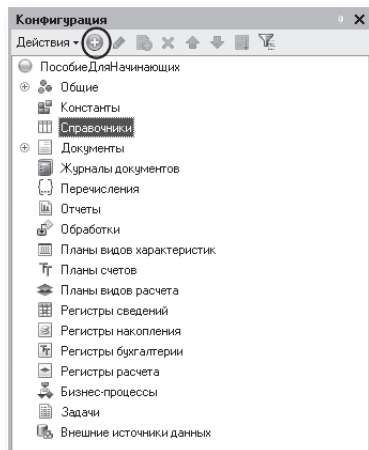 Конфигурация
Действия
ПособиеДляНачинающих
Общие
Константы
Справочники
Документы
Журналы документов
Перечисления
Отчеты
Обработки
Планы видов характеристик
Планы счетов
Планы видов расчета
Регистры сведений
Регистры накопления
Регистры бухгалтерии
Регистры расчета
Бизнес-процессы
Задачи
Внешние источники данных